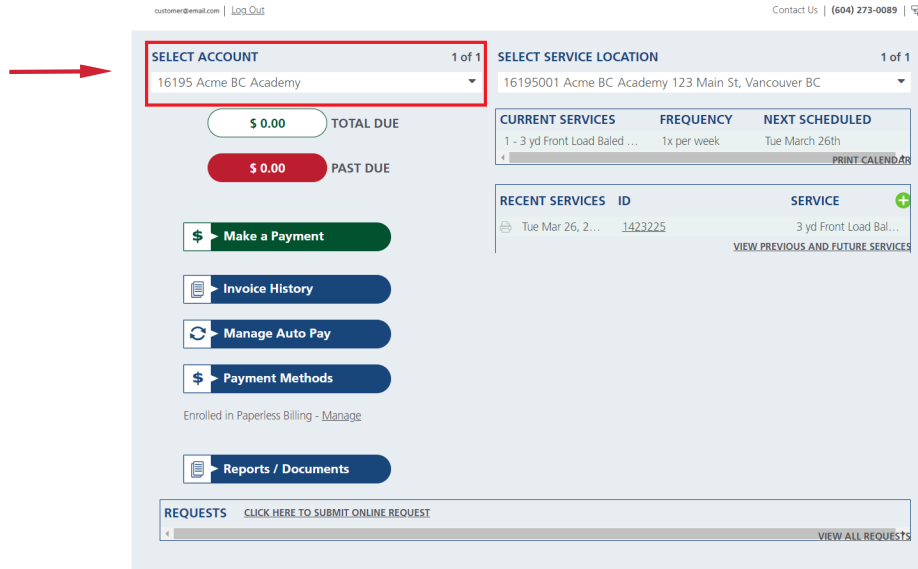 customer@email.com | Log Out
Contact Us | (604) 273-0089 |
SELECT ACCOUNT 1 of 1
16195 Acme BC Academy
SELECT SERVICE LOCATION 1 of 1
16195001 Acme BC Academy 123 Main St, Vancouver BC
$ 0.00 TOTAL DUE
$ 0.00 PAST DUE
CURRENT SERVICES FREQUENCY NEXT SCHEDULED
1 - 3 yd Front Load Baled ... 1x per week Tue March 26th
PRINT CALENDAR
RECENT SERVICES ID SERVICE
Tue Mar 26, 2... 1423225 3 yd Front Load Bal...
VIEW PREVIOUS AND FUTURE SERVICES
$ Make a Payment
Invoice History
Manage Auto Pay
$ Payment Methods
Enrolled in Paperless Billing - Manage
Reports / Documents
REQUESTS CLICK HERE TO SUBMIT ONLINE REQUEST
VIEW ALL REQUESTS